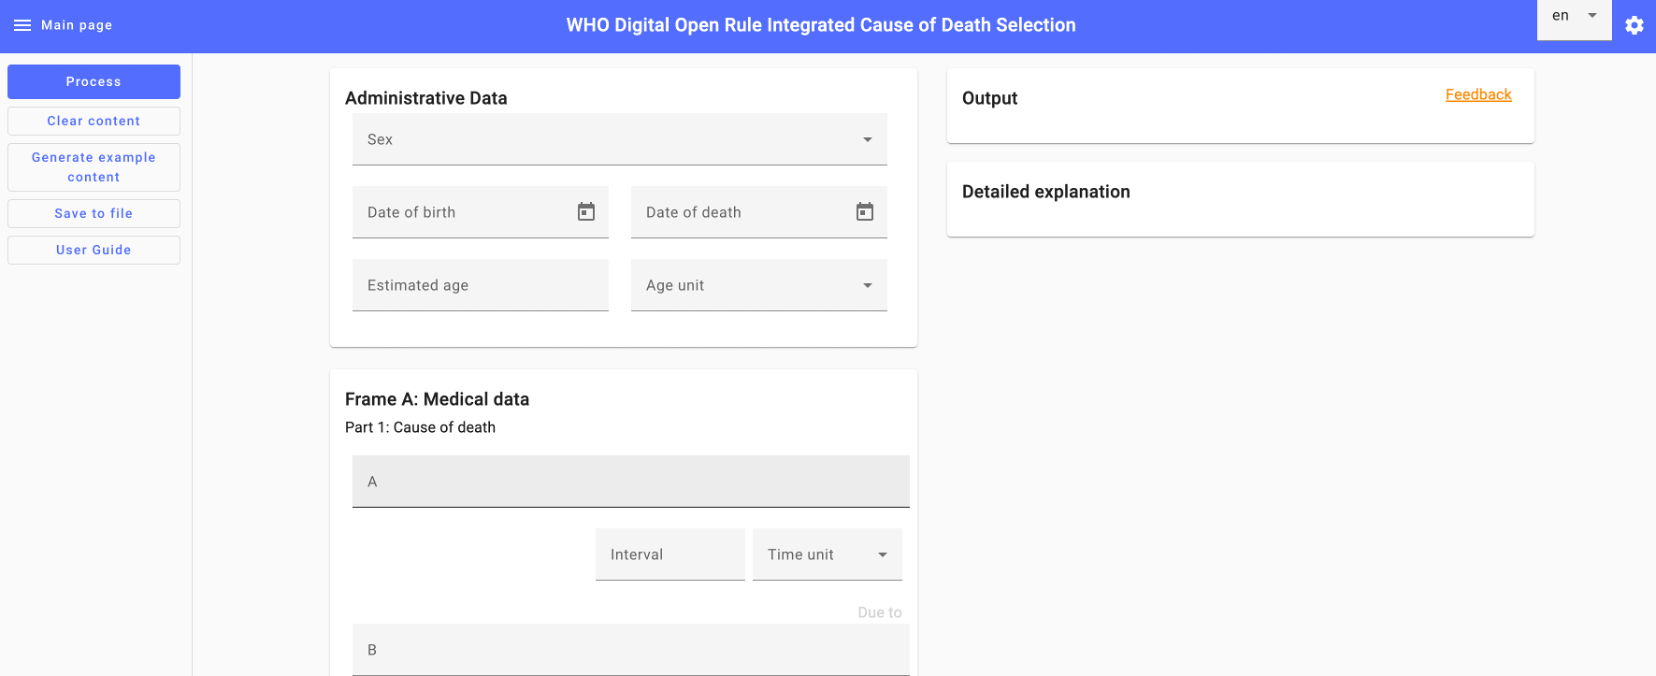 Main page
WHO Digital Open Rule Integrated Cause of Death Selection
en
Process
Clear content
Generate example
content
Save to file
User Guide
Administrative Data
Sex
Date of birth
Date of death
Estimated age
Age unit
Frame A: Medical data
Part 1: Cause of death
A
Interval
Time unit
Due to
B
Output
Feedback
Detailed explanation